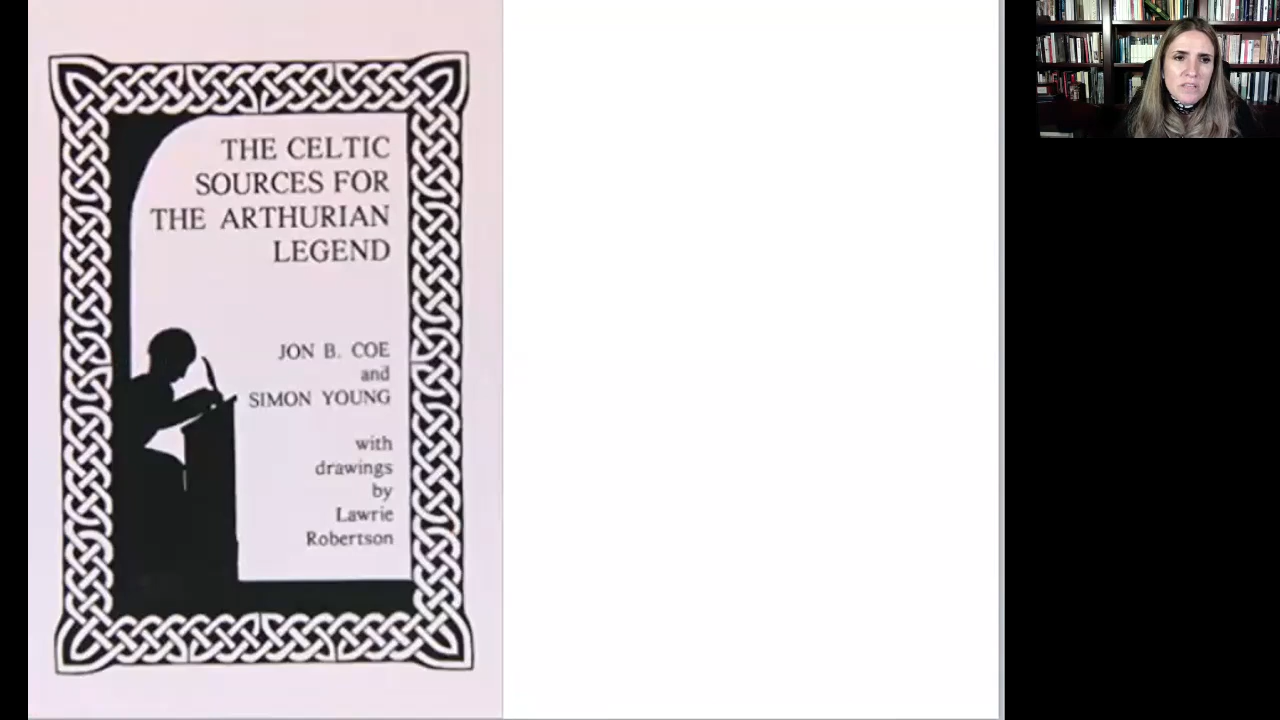 THE CELTIC
SOURCES FOR
THE ARTHURIAN
LEGEND
JON B. COE
and
SIMON YOUNG
with
drawings
by
Lawrie
Robertson